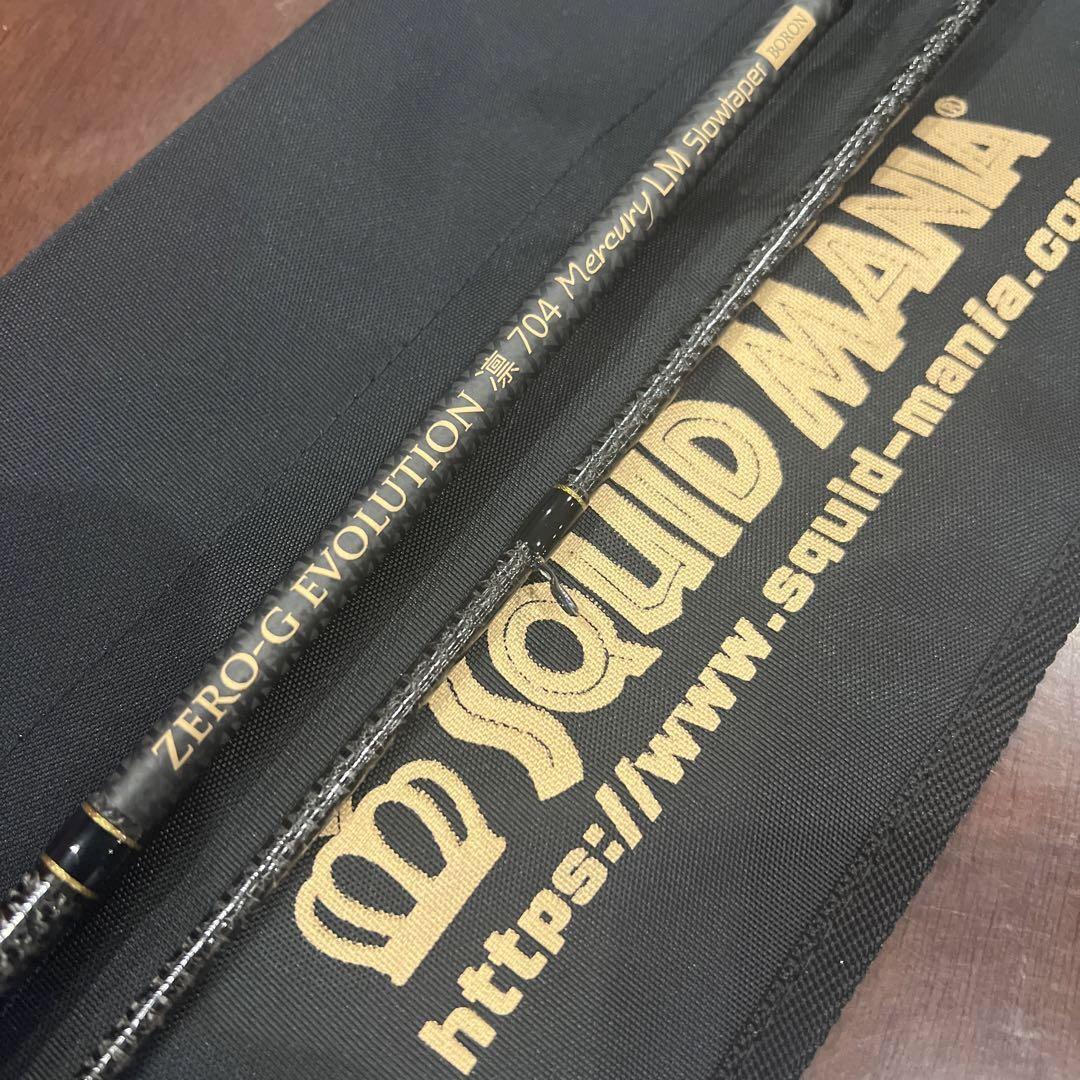 ZERO-G EVOLUTION 凛 704 Mercury LM Slowtaper BORON
SQUID MANIA®
https://www.squid-mania.com